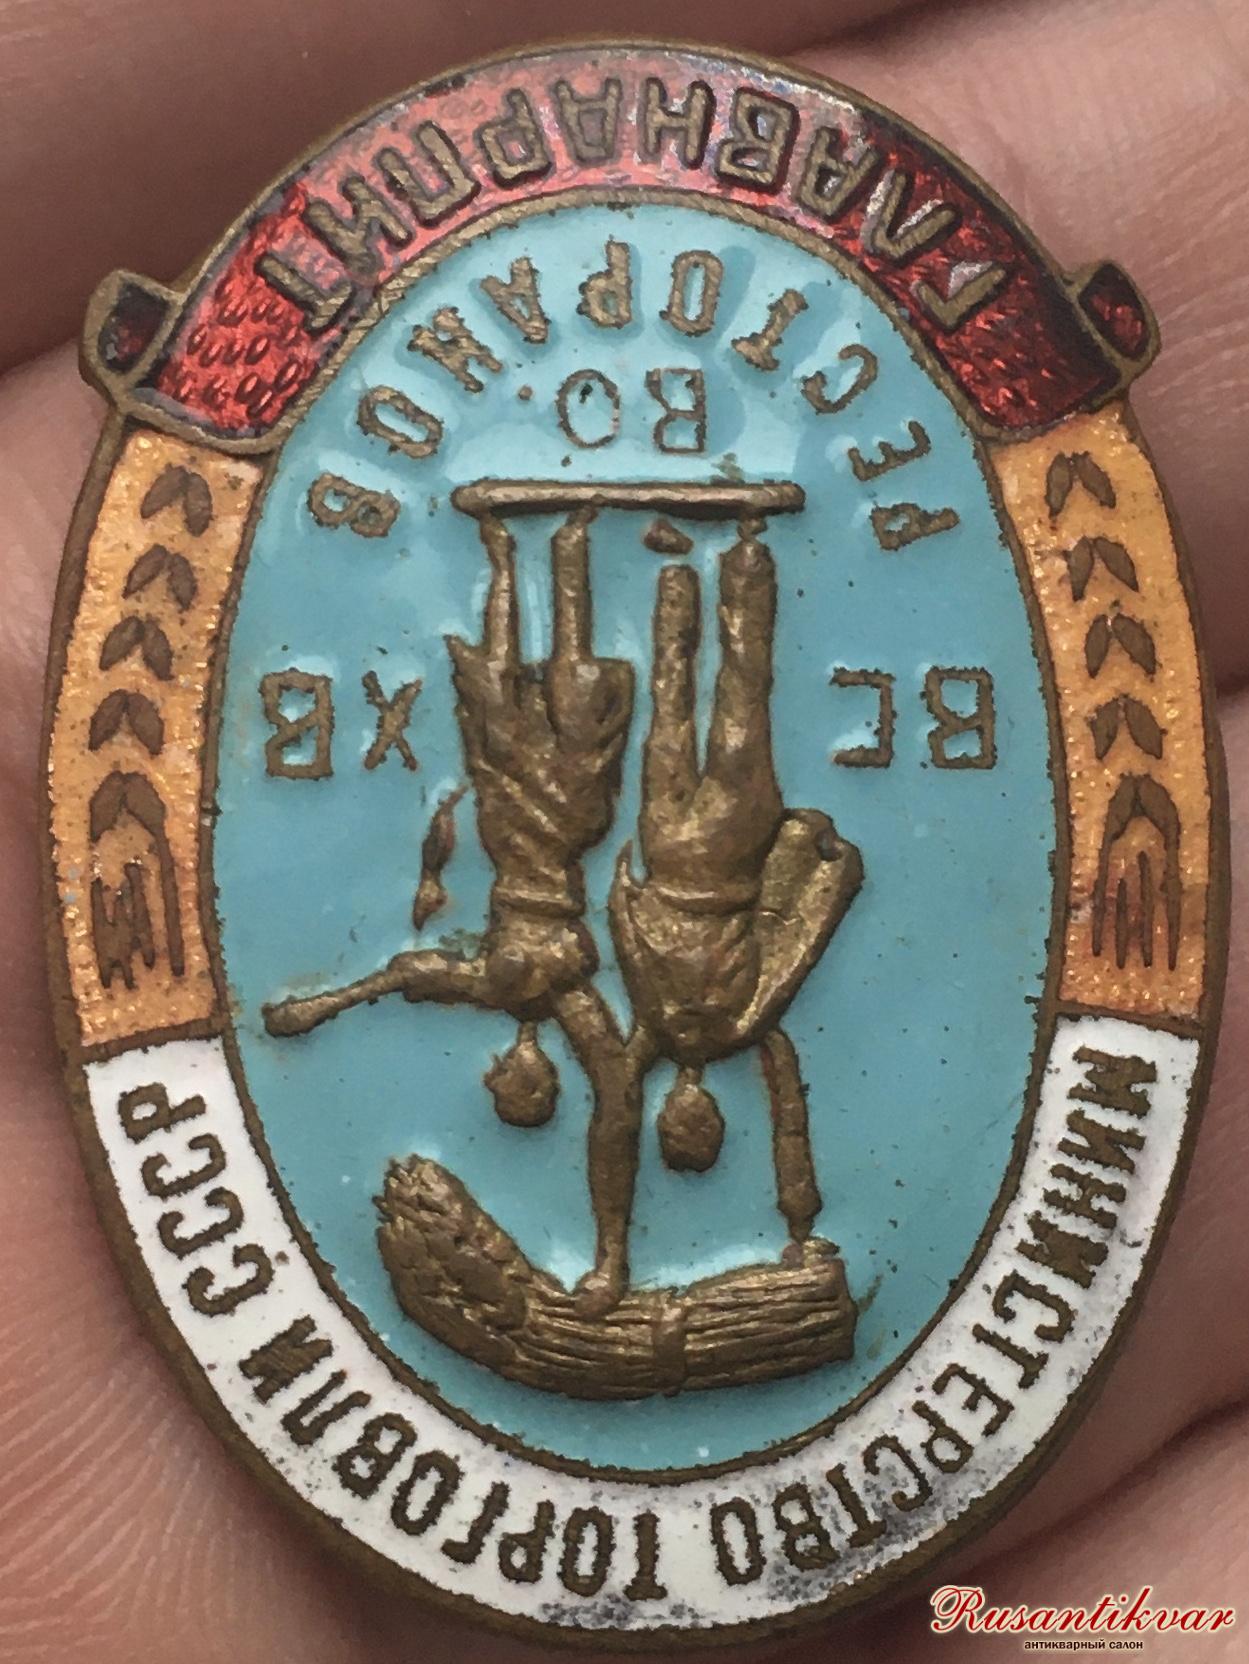 МИНИСТЕРСТВО ТОРГОВЛИ СССР
ВС ХВ
ВО.
РЕСТОРАНОВ
ГЛАВНАРПИТ
Rusantikvar
антикварный салон